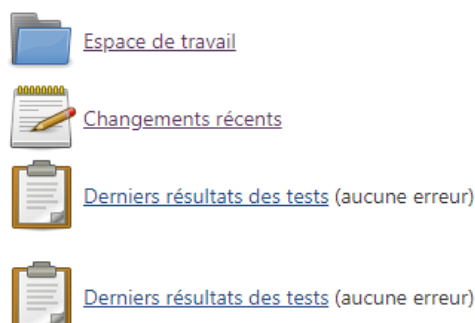 Espace de travail
Changements récents
Derniers résultats des tests (aucune erreur)
Derniers résultats des tests (aucune erreur)